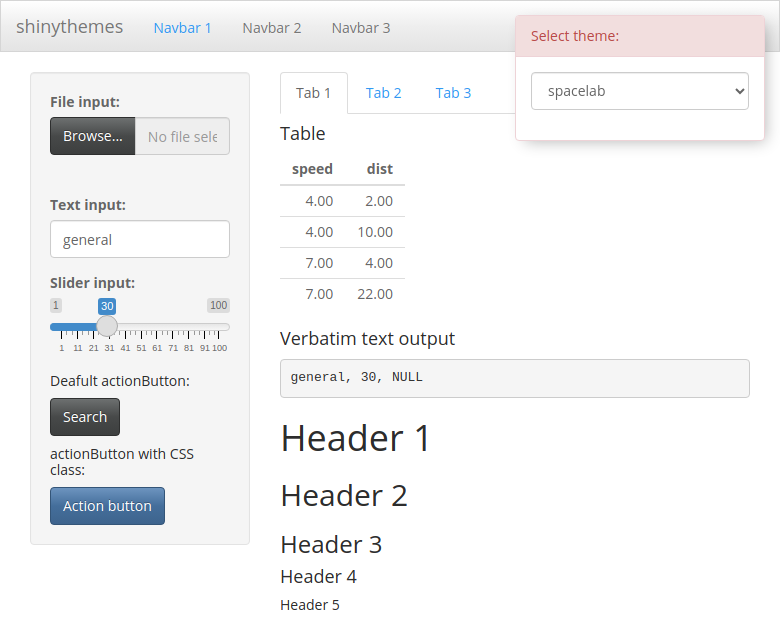 shinythemes Navbar 1 Navbar 2 Navbar 3
Select theme:
spacelab
File input:
Browse... No file sele
Text input:
general
Slider input:
1 30 100
1 11 21 31 41 51 61 71 81 91 100
Deafult actionButton:
Search
actionButton with CSS
class:
Action button
Tab 1 Tab 2 Tab 3
Table
speed dist
4.00 2.00
4.00 10.00
7.00 4.00
7.00 22.00
Verbatim text output
general, 30, NULL
Header 1
Header 2
Header 3
Header 4
Header 5